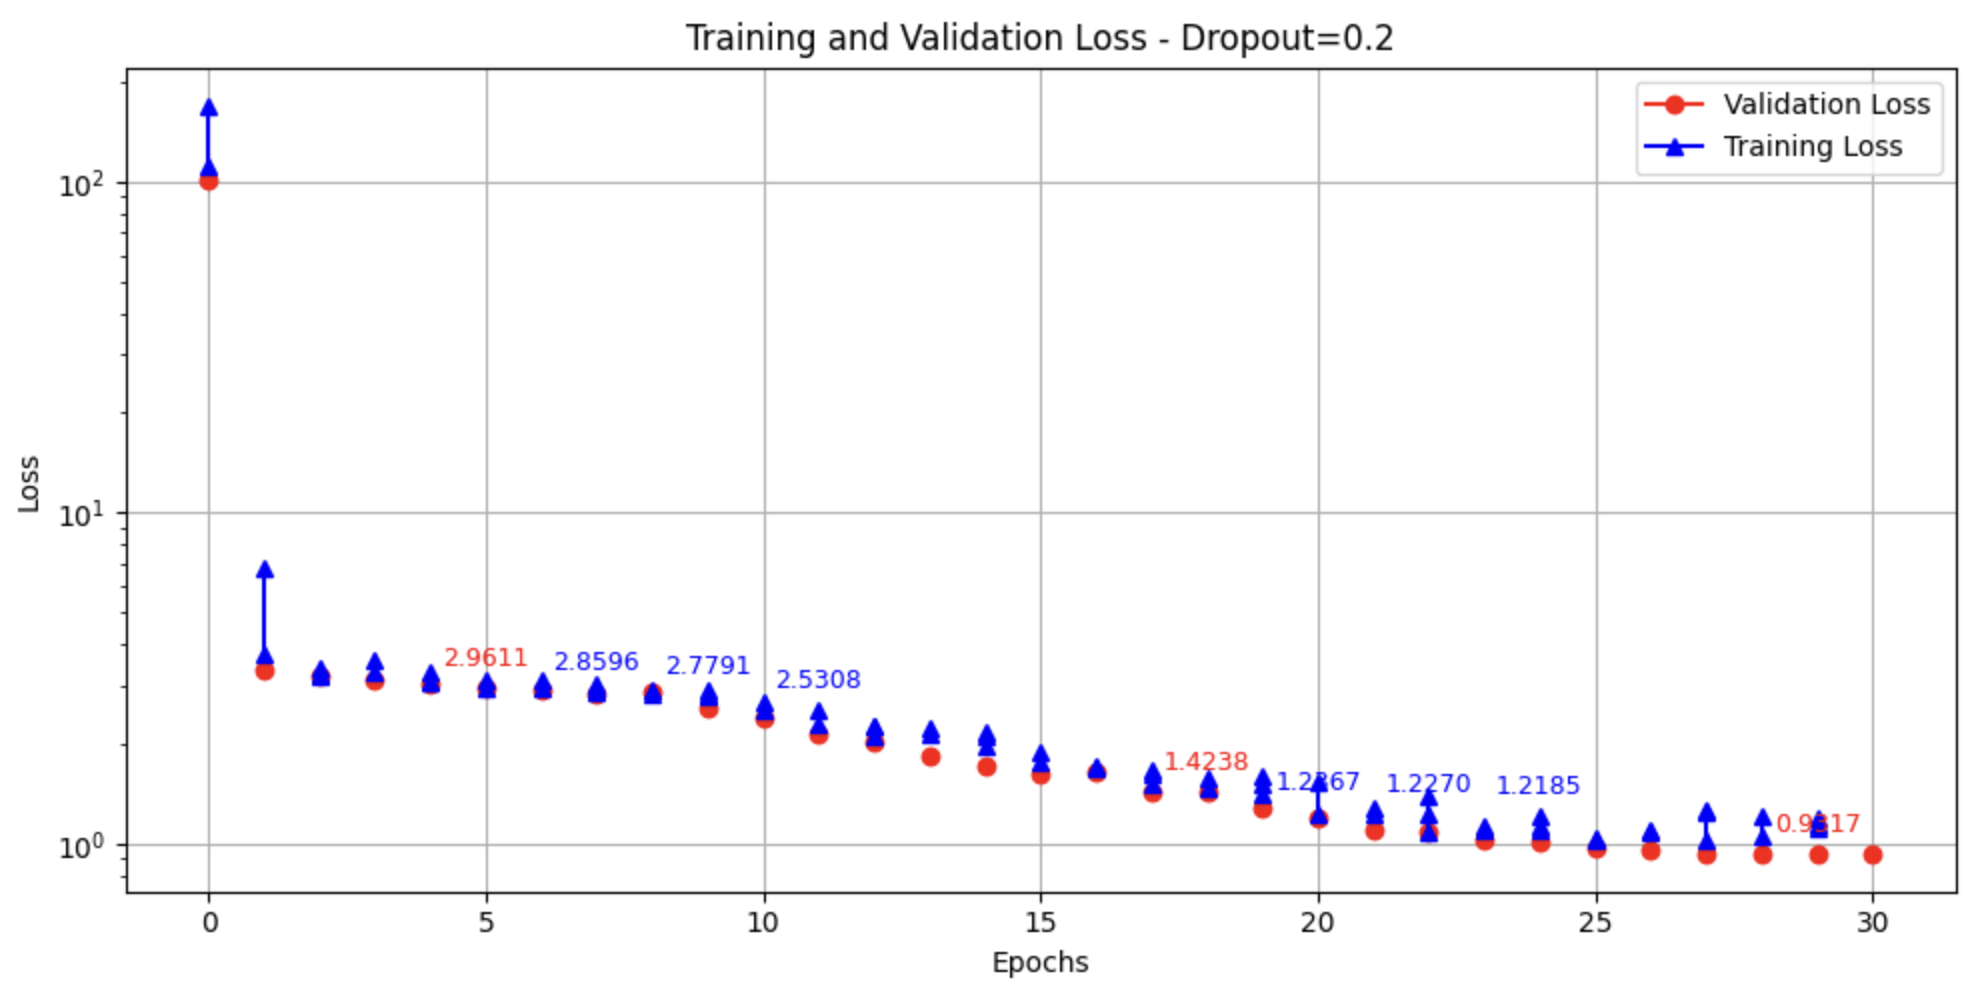 Training and Validation Loss - Dropout=0.2
Validation Loss
Training Loss
10²
10¹
10⁰
Loss
2.9611
2.8596
2.7791
2.5308
1.4238
1.2270
1.2185
0 5 10 15 20 25 30
Epochs